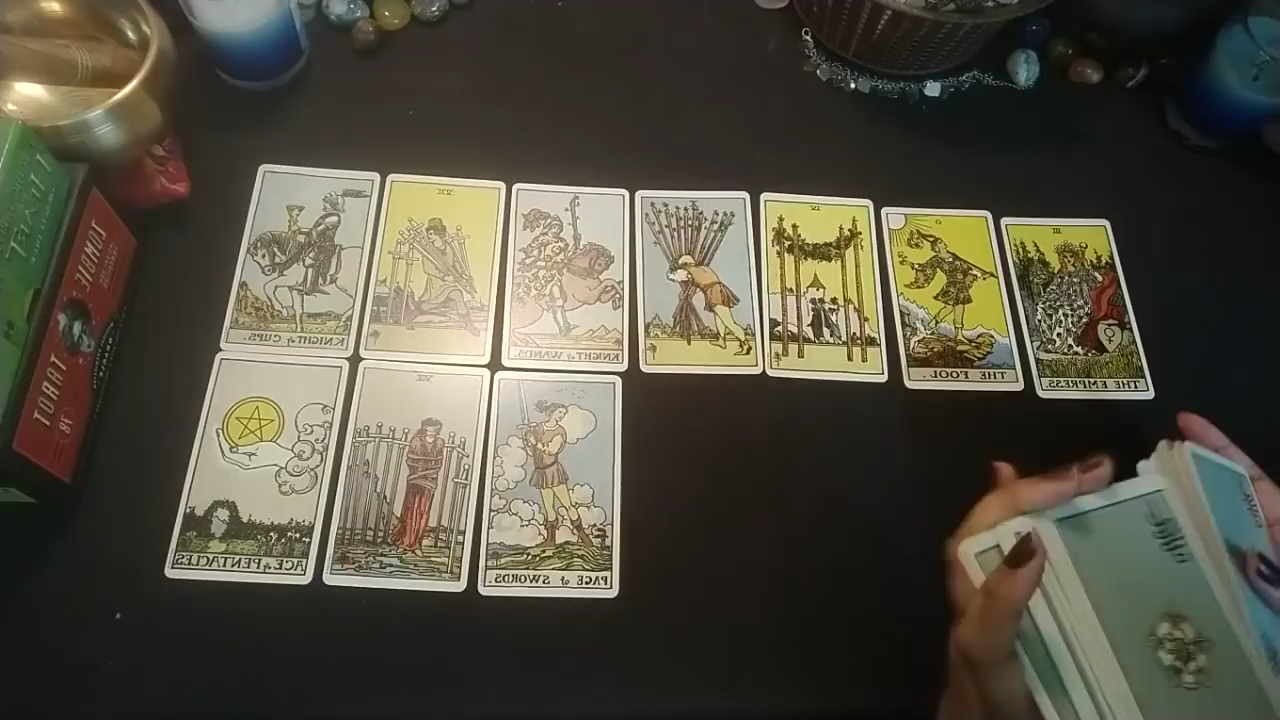 VII
IV
0
III
KNIGHT of CUPS.
KNIGHT of WANDS.
THE FOOL.
THE EMPRESS.
VIII
ACE of PENTACLES
PAGE of SWORDS.
TAROT
78